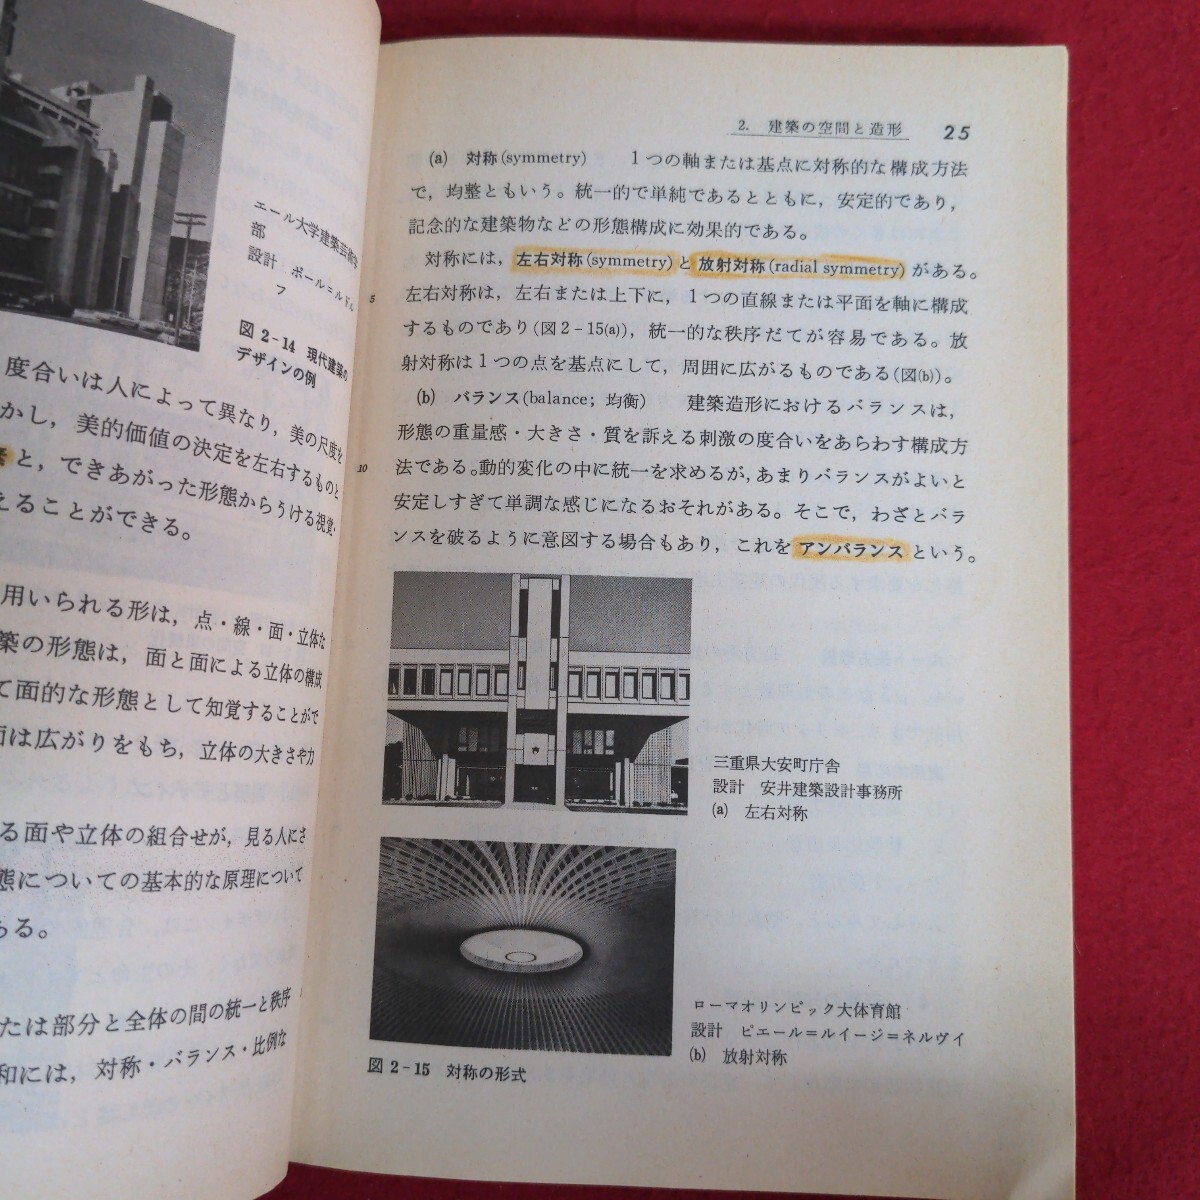 エール大学建築芸術学
部
設計 ポール＝ルドル
フ
図 2-14 現代建築の
デザインの例
度合いは人によって異なり，美の尺度を
かし，美的価値の決定を左右するものと
と，できあがった形態からうける視覚・
えることができる。
用いられる形は，点・線・面・立体な
築の形態は，面と面による立体の構成
て面的な形態として知覚することがで
面は広がりをもち，立体の大きさや力
る面や立体の組合せが，見る人にさ
態についての基本的な原理について
ある。
たは部分と全体の間の統一と秩序
和には，対称・バランス・比例な
2. 建築の空間と造形 25
(a) 対称(symmetry) 1つの軸または基点に対称的な構成方法
で，均整ともいう。統一的で単純であるとともに，安定的であり，
記念的な建築物などの形態構成に効果的である。
対称には，左右対称(symmetry)と放射対称(radial symmetry)がある。
5 左右対称は，左右または上下に，1つの直線または平面を軸に構成
するものであり(図2-15(a))，統一的な秩序だてが容易である。放
射対称は1つの点を基点にして，周囲に広がるものである(図(b))。
(b) バランス(balance；均衡) 建築造形におけるバランスは，
形態の重量感・大きさ・質を訴える刺激の度合いをあらわす構成方
10 法である。動的変化の中に統一を求めるが，あまりバランスがよいと
安定しすぎて単調な感じになるおそれがある。そこで，わざとバラ
ンスを破るように意図する場合もあり，これをアンバランスという。
三重県大安町庁舎
設計 安井建築設計事務所
(a) 左右対称
ローマオリンピック大体育館
設計 ピエール＝ルイージ＝ネルヴィ
(b) 放射対称
図 2-15 対称の形式